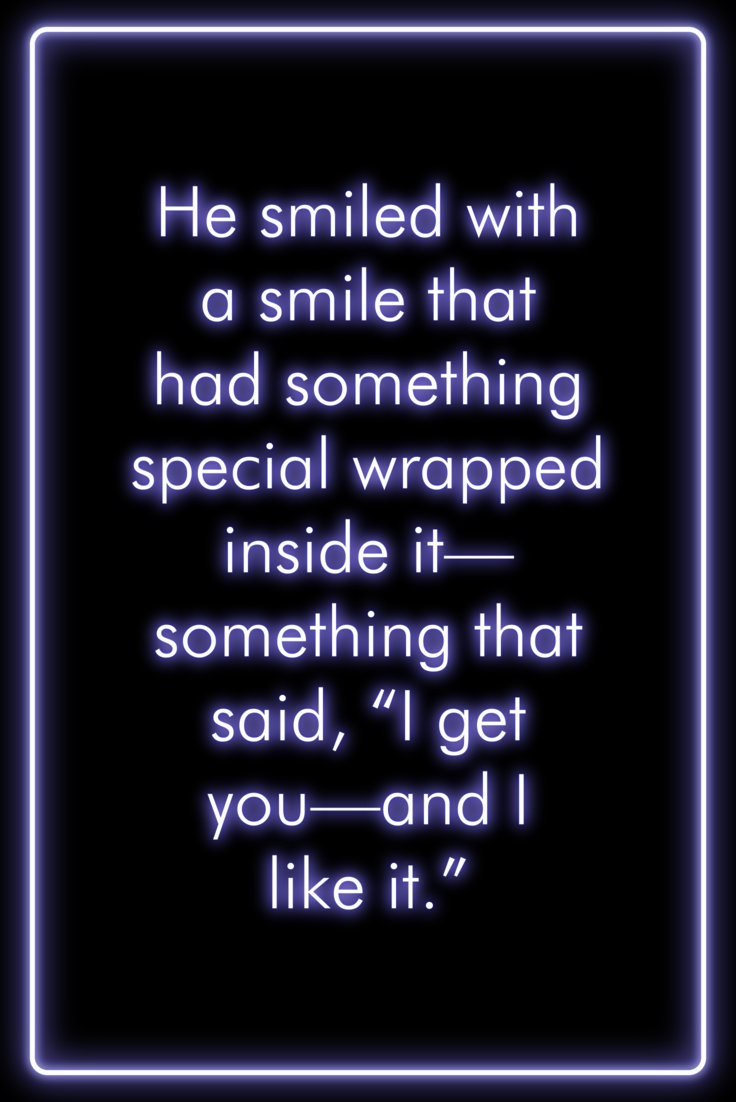 He smiled with
a smile that
had something
special wrapped
inside it—
something that
said, “I get
you—and I
like it.”